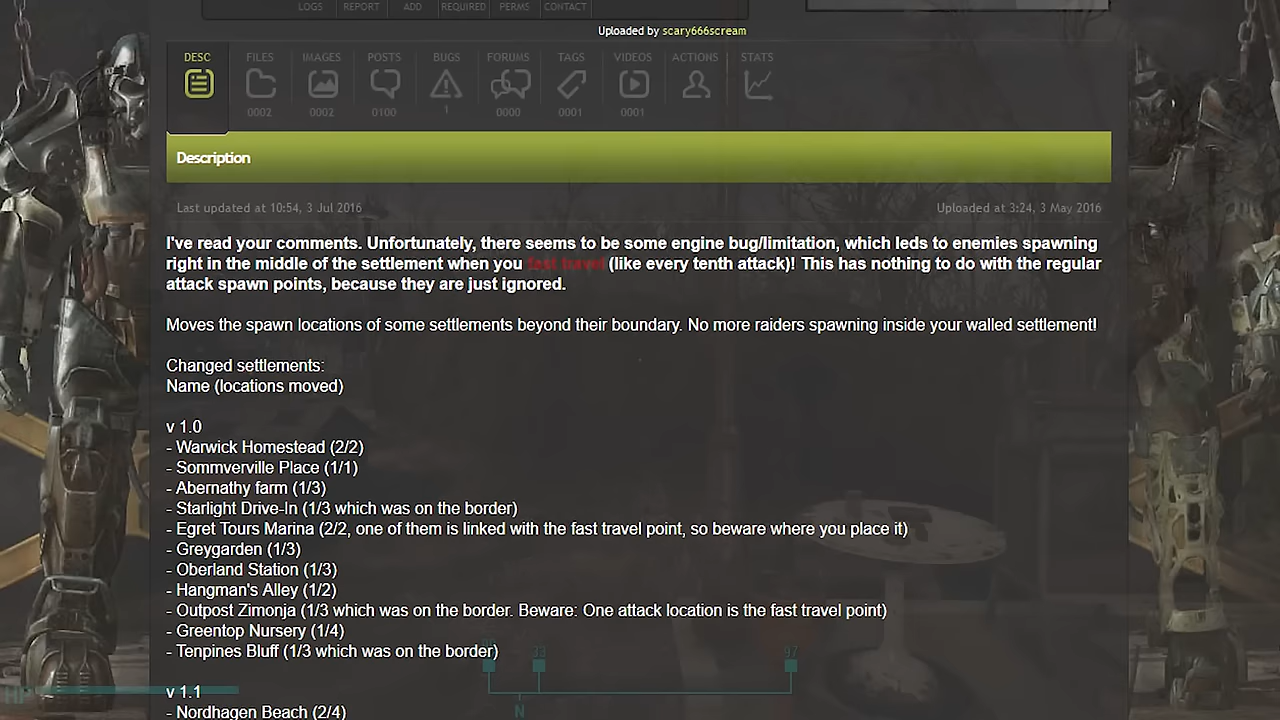 LOGS REPORT ADD REQUIRED PERMS CONTACT
Uploaded by scary666scream
DESC FILES IMAGES POSTS BUGS FORUMS TAGS VIDEOS ACTIONS STATS
0002 0002 0100 1 0000 0001 0001
Description
Last updated at 10:54, 3 Jul 2016 Uploaded at 3:24, 3 May 2016
I've read your comments. Unfortunately, there seems to be some engine bug/limitation, which leds to enemies spawning
right in the middle of the settlement when you fast travel (like every tenth attack)! This has nothing to do with the regular
attack spawn points, because they are just ignored.
Moves the spawn locations of some settlements beyond their boundary. No more raiders spawning inside your walled settlement!
Changed settlements:
Name (locations moved)
v 1.0
- Warwick Homestead (2/2)
- Sommverville Place (1/1)
- Abernathy farm (1/3)
- Starlight Drive-In (1/3 which was on the border)
- Egret Tours Marina (2/2, one of them is linked with the fast travel point, so beware where you place it)
- Greygarden (1/3)
- Oberland Station (1/3)
- Hangman's Alley (1/2)
- Outpost Zimonja (1/3 which was on the border. Beware: One attack location is the fast travel point)
- Greentop Nursery (1/4)
- Tenpines Bluff (1/3 which was on the border)
33 97
v 1.1
HP
N
- Nordhagen Beach (2/4)